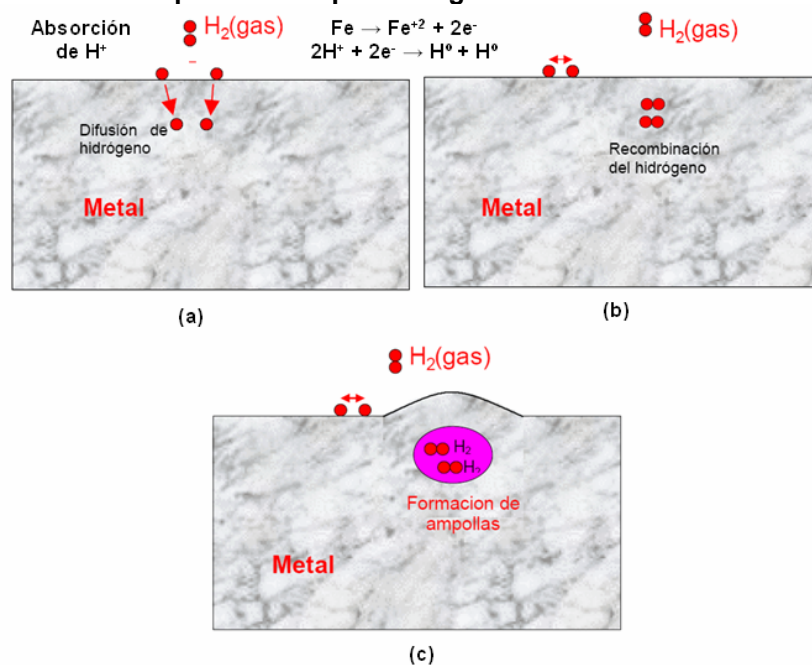 Absorción
de H⁺
H₂(gas)
Fe → Fe⁺² + 2e⁻
2H⁺ + 2e⁻ → Hº + Hº
Difusión de
hidrógeno
Metal
(a)
H₂(gas)
Recombinación
del hidrógeno
Metal
(b)
H₂(gas)
H₂
H₂
Formacion de
ampollas
Metal
(c)